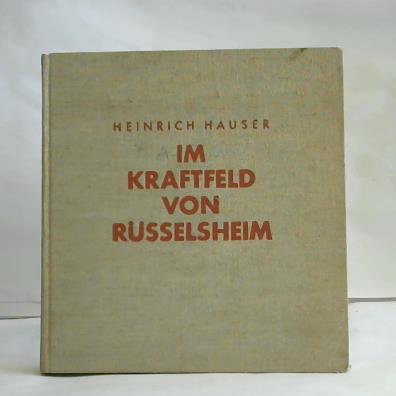 HEINRICH HAUSER
IM
KRAFTFELD
VON
RÜSSELSHEIM